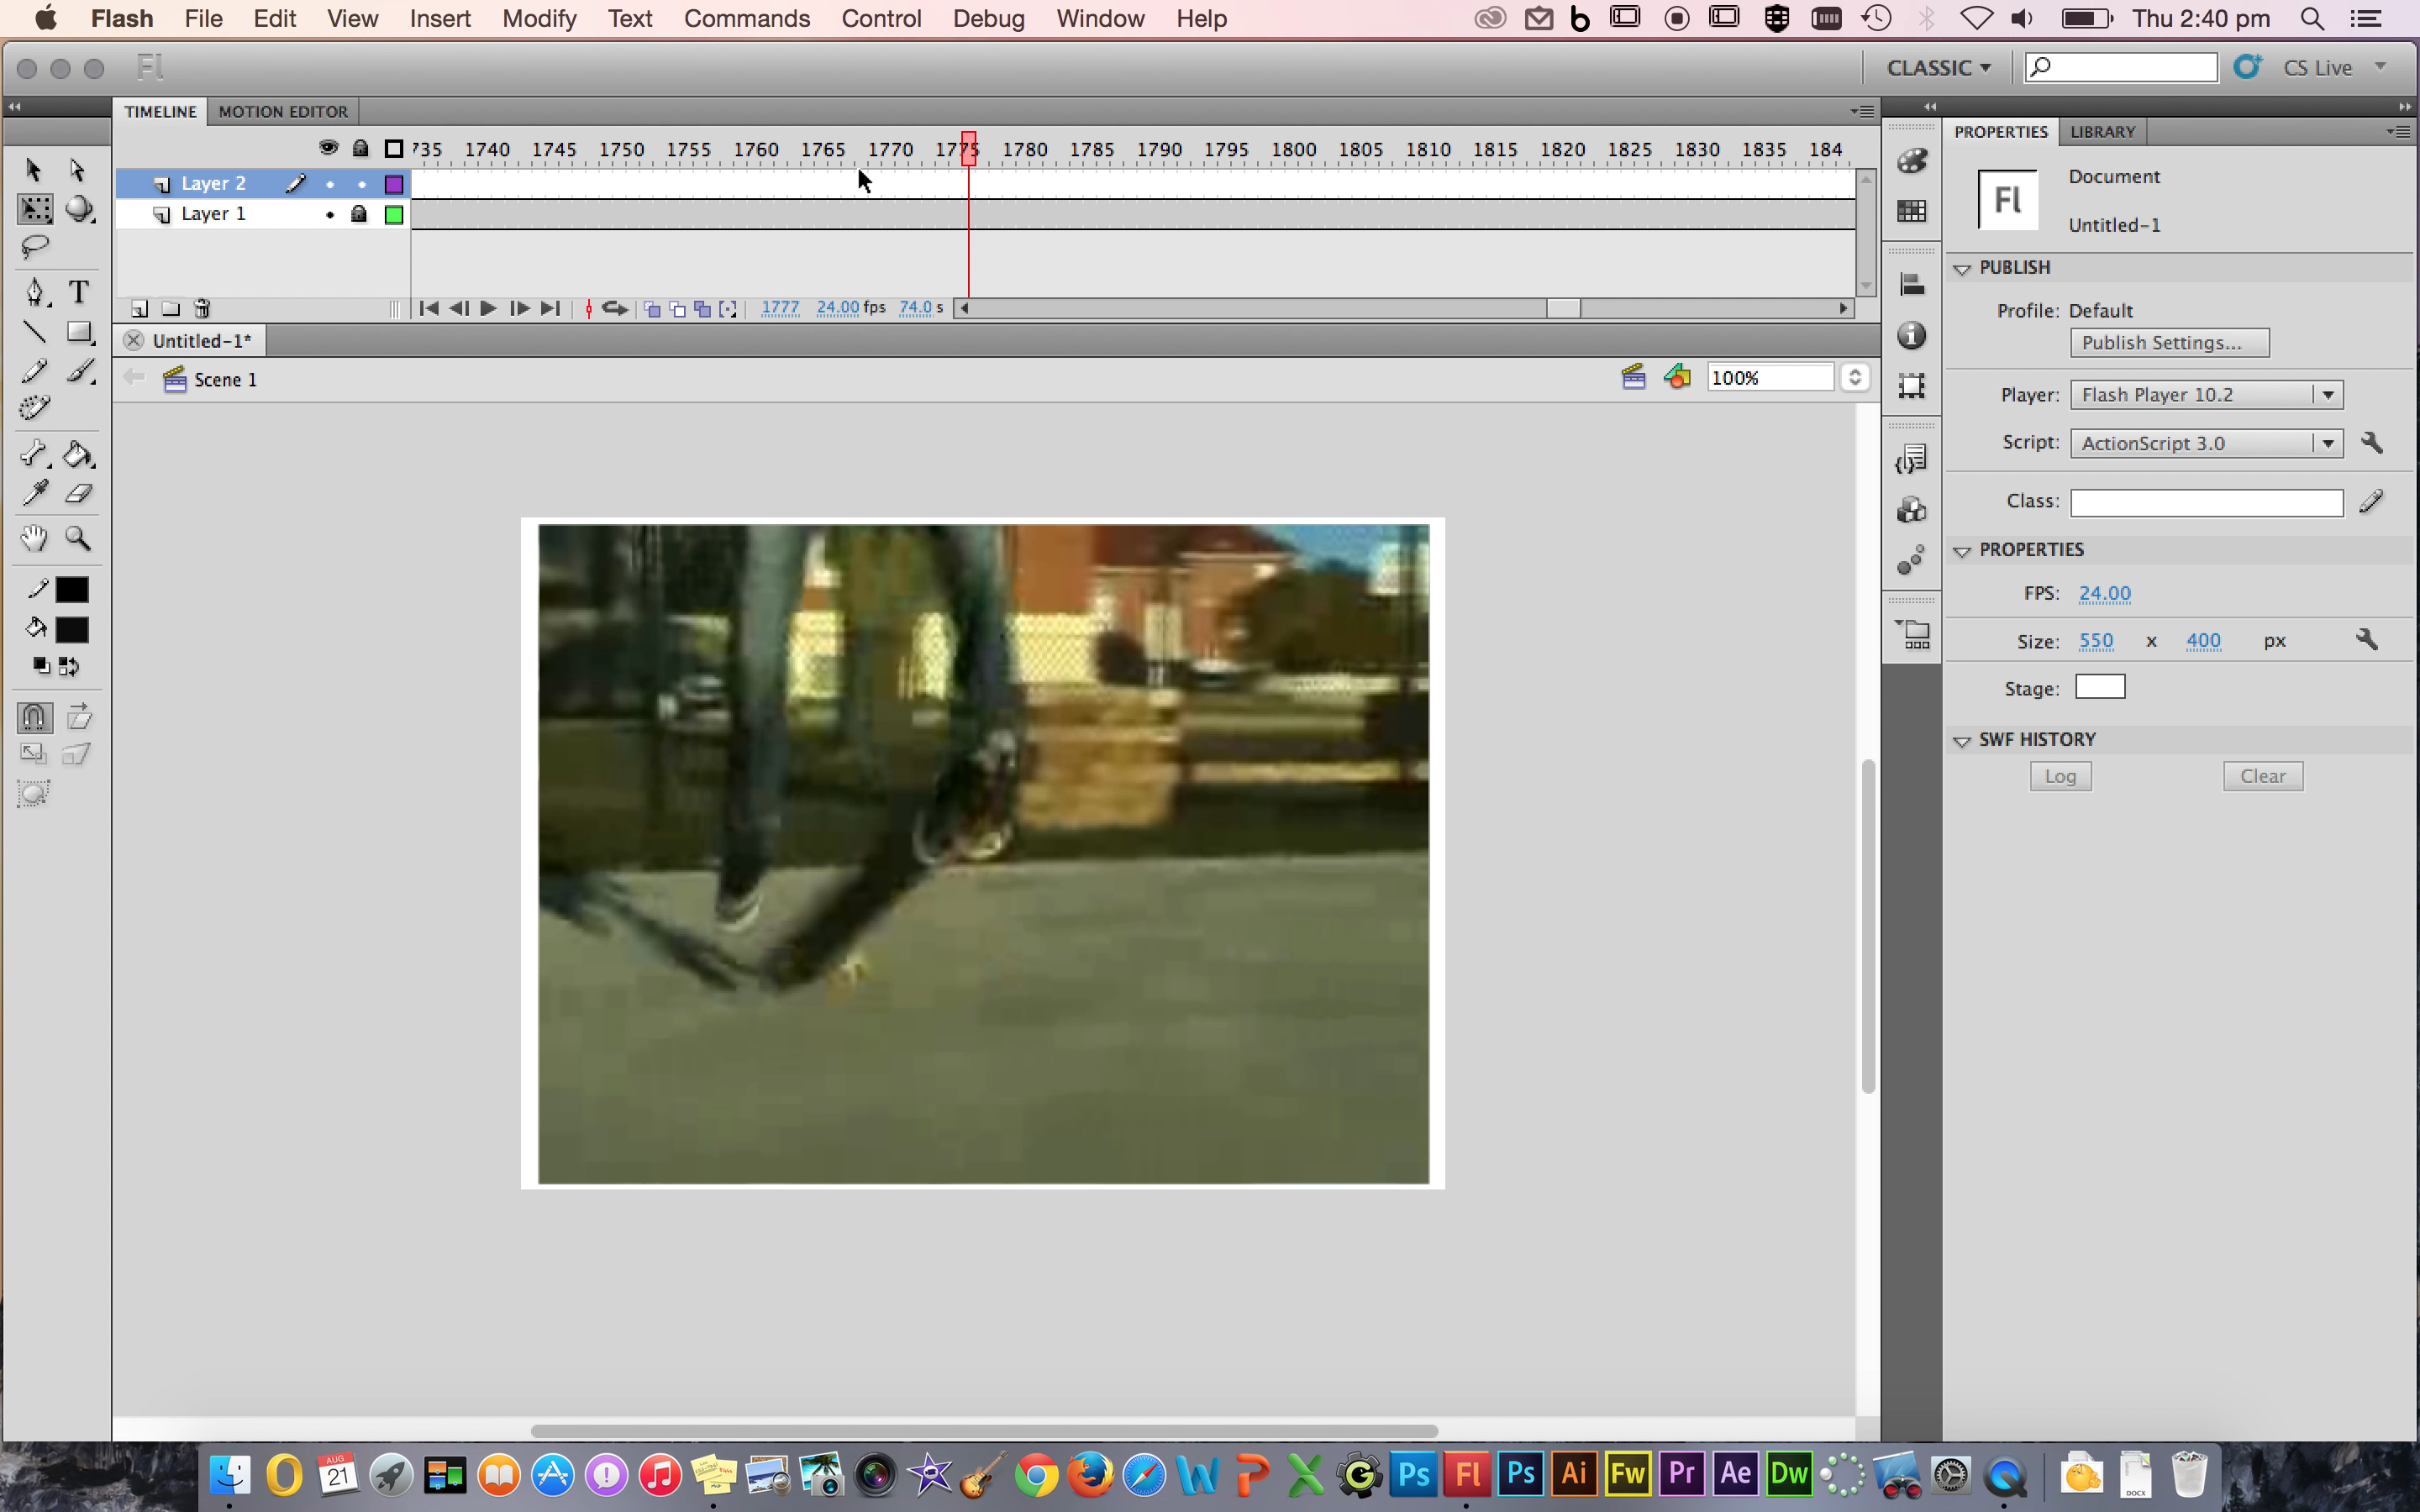 Flash File Edit View Insert Modify Text Commands Control Debug Window Help b Thu 2:40 pm
Fl CLASSIC CS Live
TIMELINE MOTION EDITOR
735 1740 1745 1750 1755 1760 1765 1770 1775 1780 1785 1790 1795 1800 1805 1810 1815 1820 1825 1830 1835 184
Layer 2
Layer 1
1777 24.00 fps 74.0 s
Untitled-1*
Scene 1 100%
T
PROPERTIES LIBRARY
Fl
Document
Untitled-1
PUBLISH
Profile: Default
Publish Settings...
Player: Flash Player 10.2
Script: ActionScript 3.0
Class:
PROPERTIES
FPS: 24.00
Size: 550 x 400 px
Stage:
SWF HISTORY
Log Clear
AUG
21
Ps Fl Ps Ai Fw Pr Ae Dw
DOCX